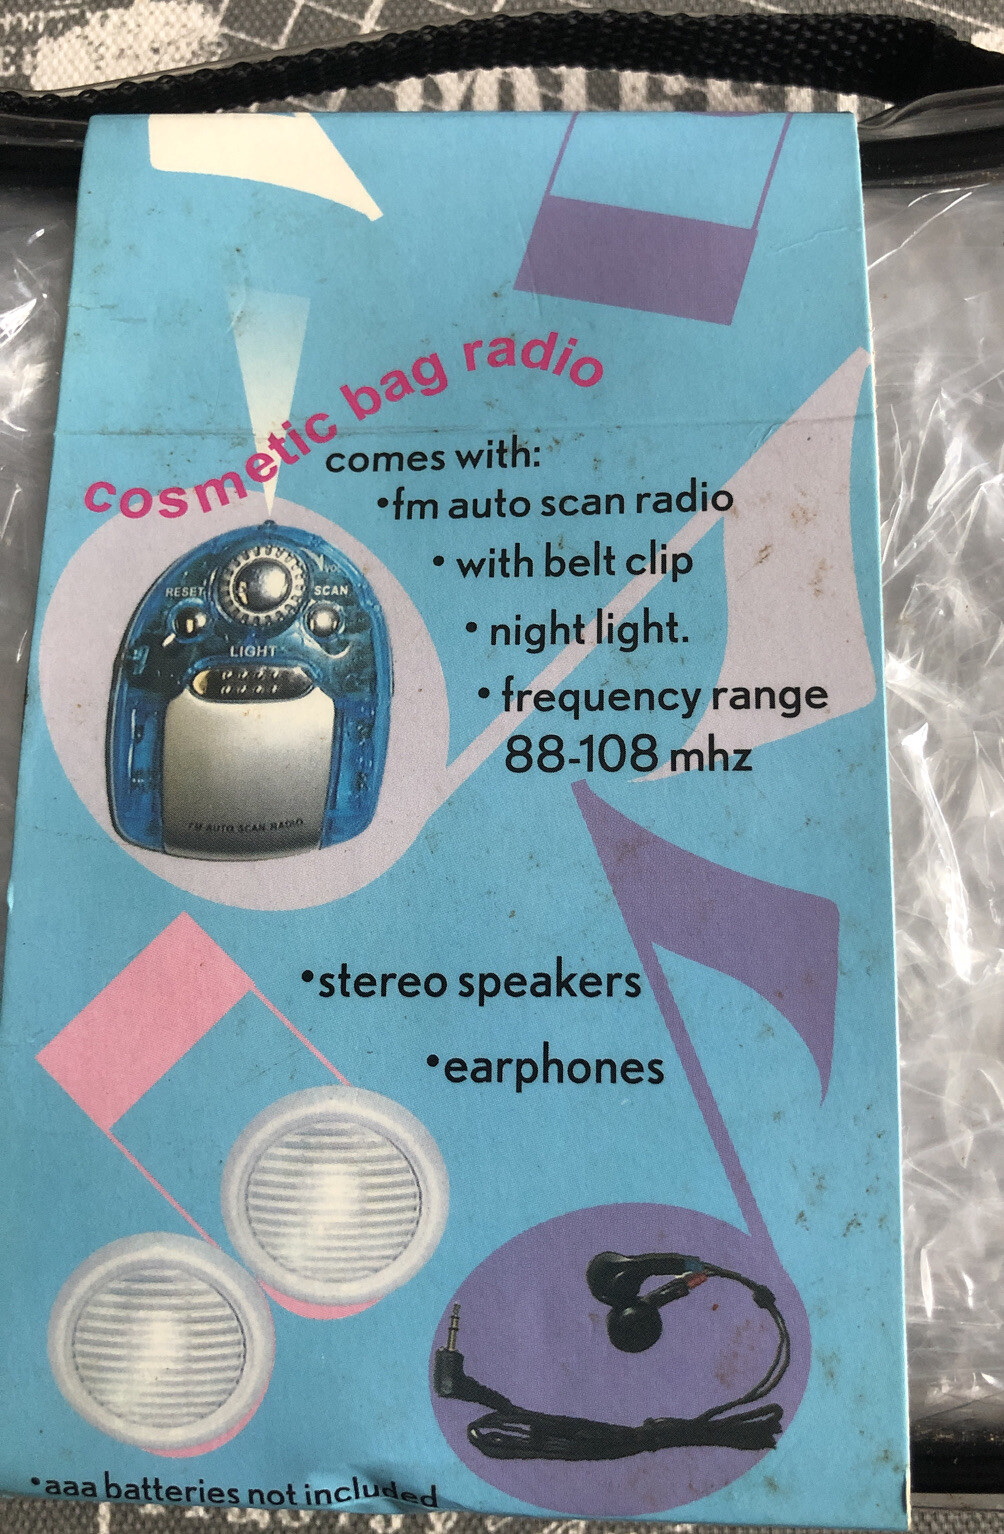 cosmetic bag radio
comes with:
•fm auto scan radio
• with belt clip
• night light.
• frequency range
88-108 mhz
VOL
RESET
SCAN
LIGHT
FM AUTO SCAN RADIO
•stereo speakers
•earphones
•aaa batteries not included